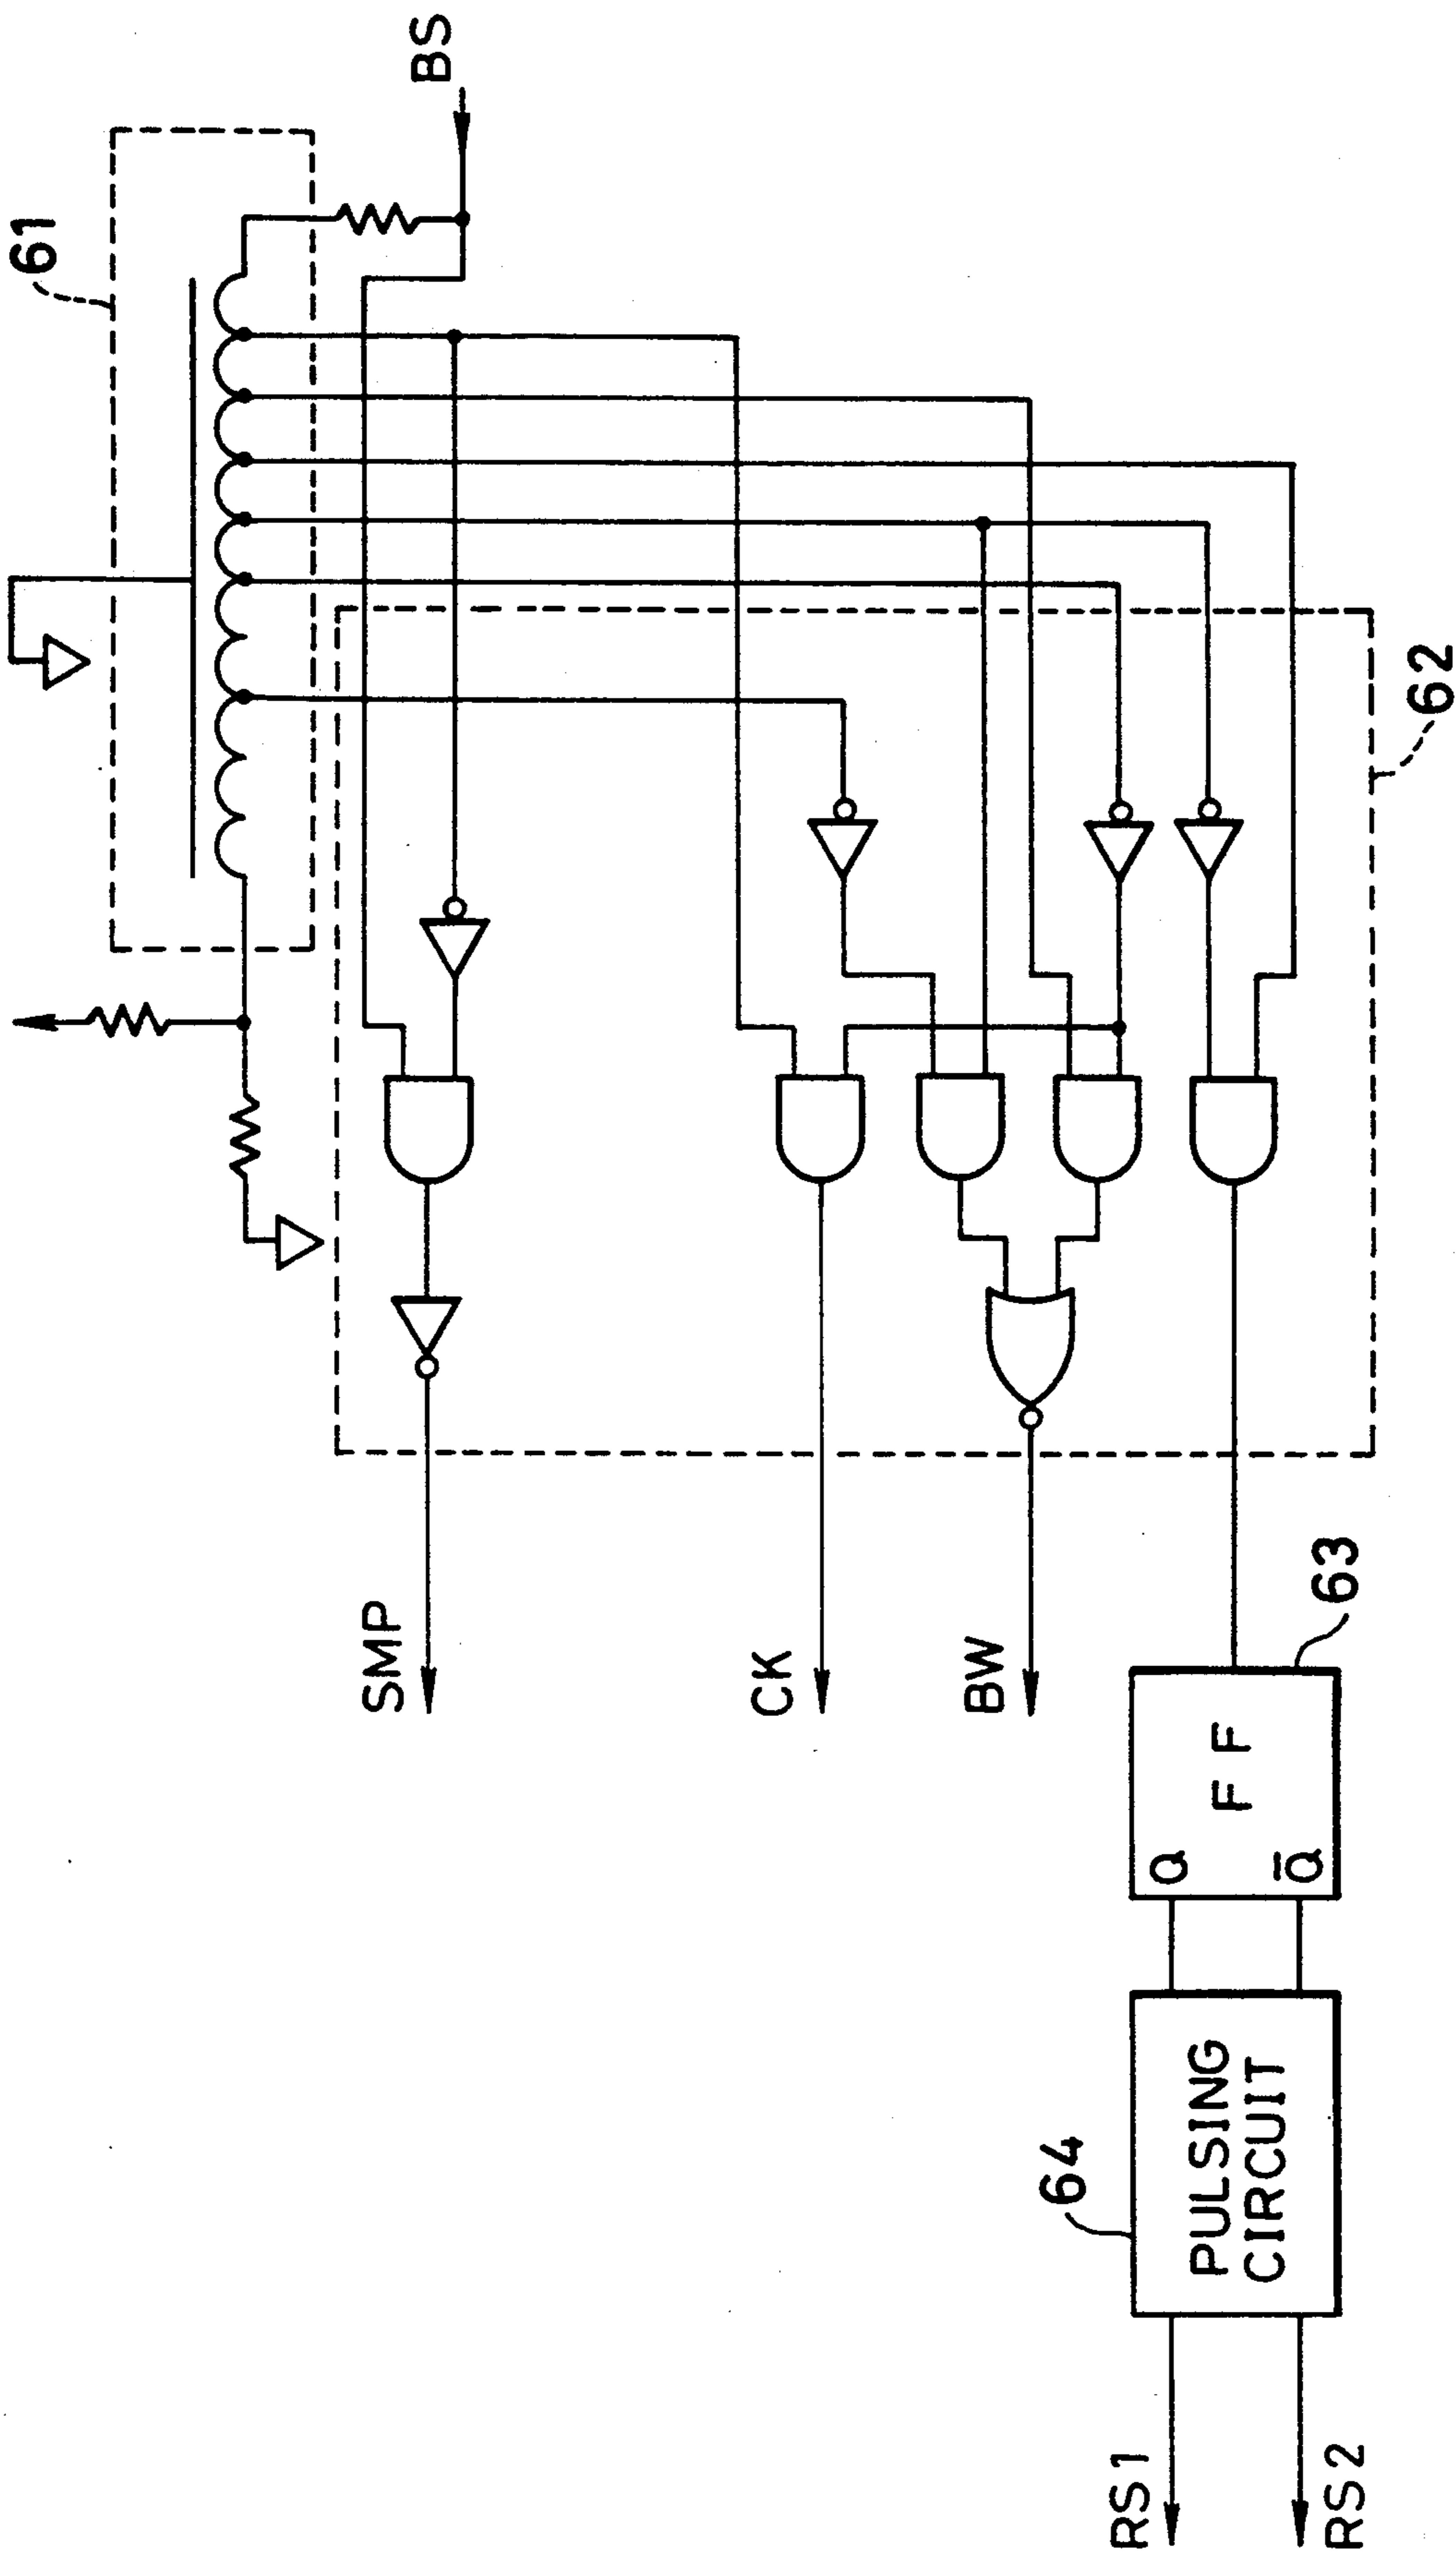 61
BS
62
SMP
CK
BW
63
F F
Q
Q̅
64
PULSING
CIRCUIT
RS1
RS2